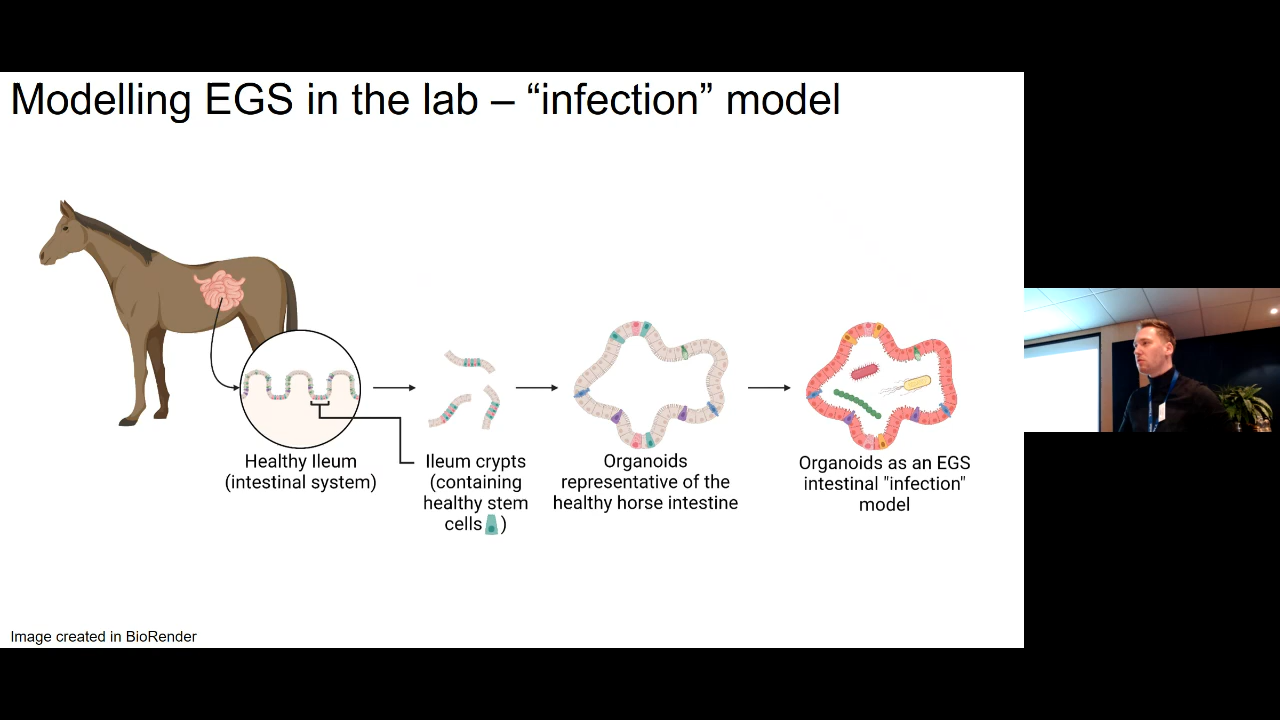 Modelling EGS in the lab – “infection” model
Healthy Ileum
(intestinal system)
Ileum crypts
(containing
healthy stem
cells )
Organoids
representative of the
healthy horse intestine
Organoids as an EGS
intestinal "infection"
model
Image created in BioRender